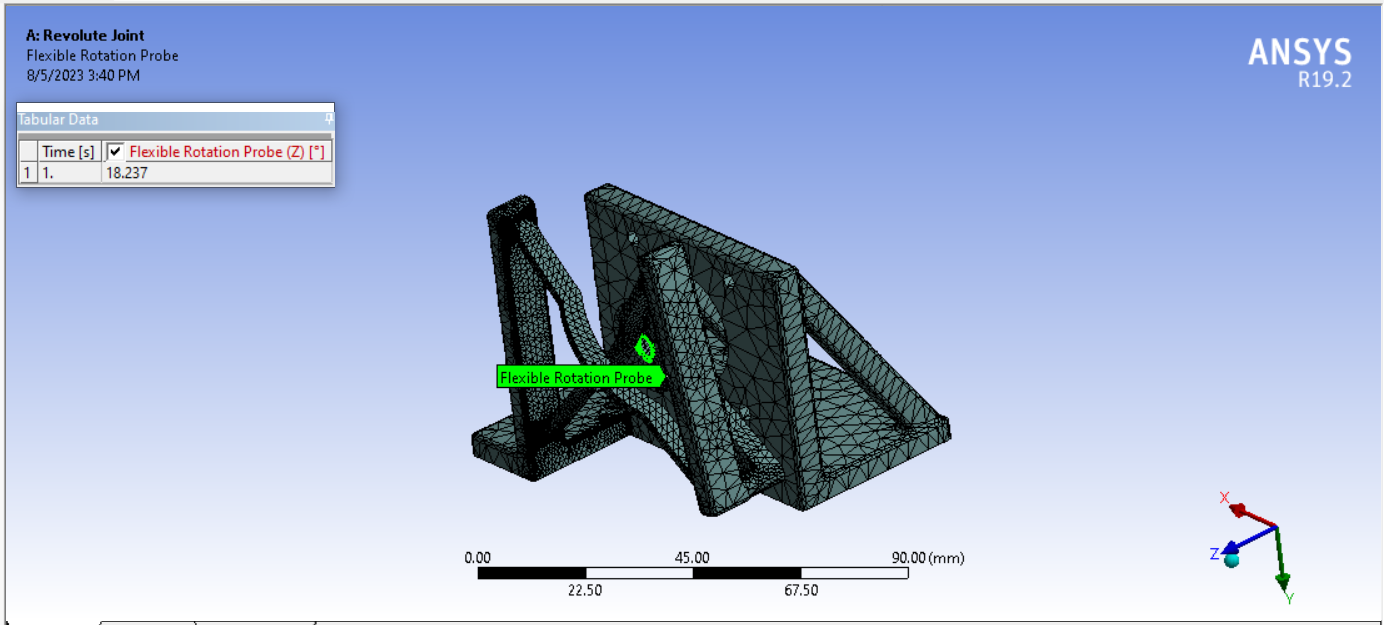 A: Revolute Joint
Flexible Rotation Probe
8/5/2023 3:40 PM
ANSYS
R19.2
Tabular Data
Time [s] Flexible Rotation Probe (Z) [°]
1 1. 18.237
Flexible Rotation Probe
0.00 45.00 90.00 (mm)
22.50 67.50
X
Z
Y